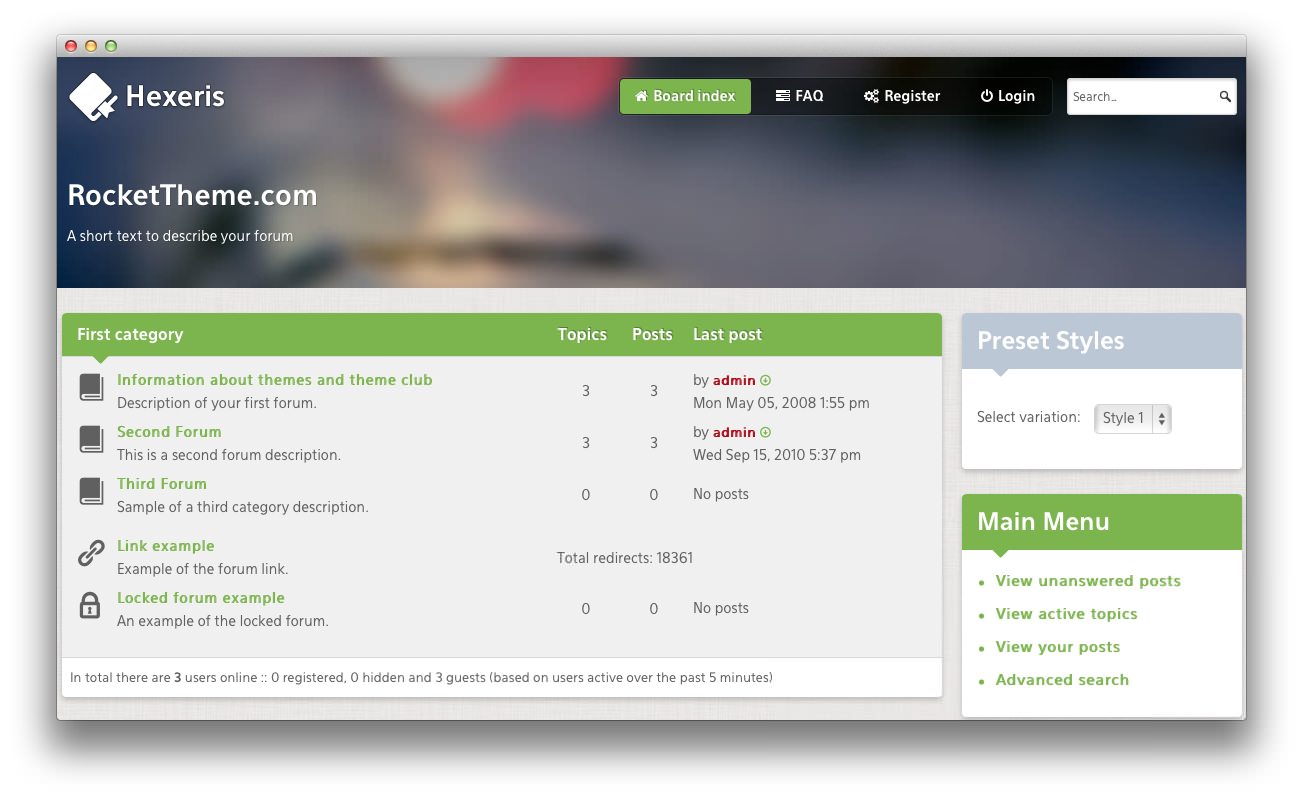 Hexeris
Board index
FAQ
Register
Login
Search...
RocketTheme.com
A short text to describe your forum
First category Topics Posts Last post
Information about themes and theme club
Description of your first forum.
3 3
by admin
Mon May 05, 2008 1:55 pm
Second Forum
This is a second forum description.
3 3
by admin
Wed Sep 15, 2010 5:37 pm
Third Forum
Sample of a third category description.
0 0 No posts
Link example
Example of the forum link.
Total redirects: 18361
Locked forum example
An example of the locked forum.
0 0 No posts
In total there are 3 users online :: 0 registered, 0 hidden and 3 guests (based on users active over the past 5 minutes)
Preset Styles
Select variation: Style 1
Main Menu
View unanswered posts
View active topics
View your posts
Advanced search